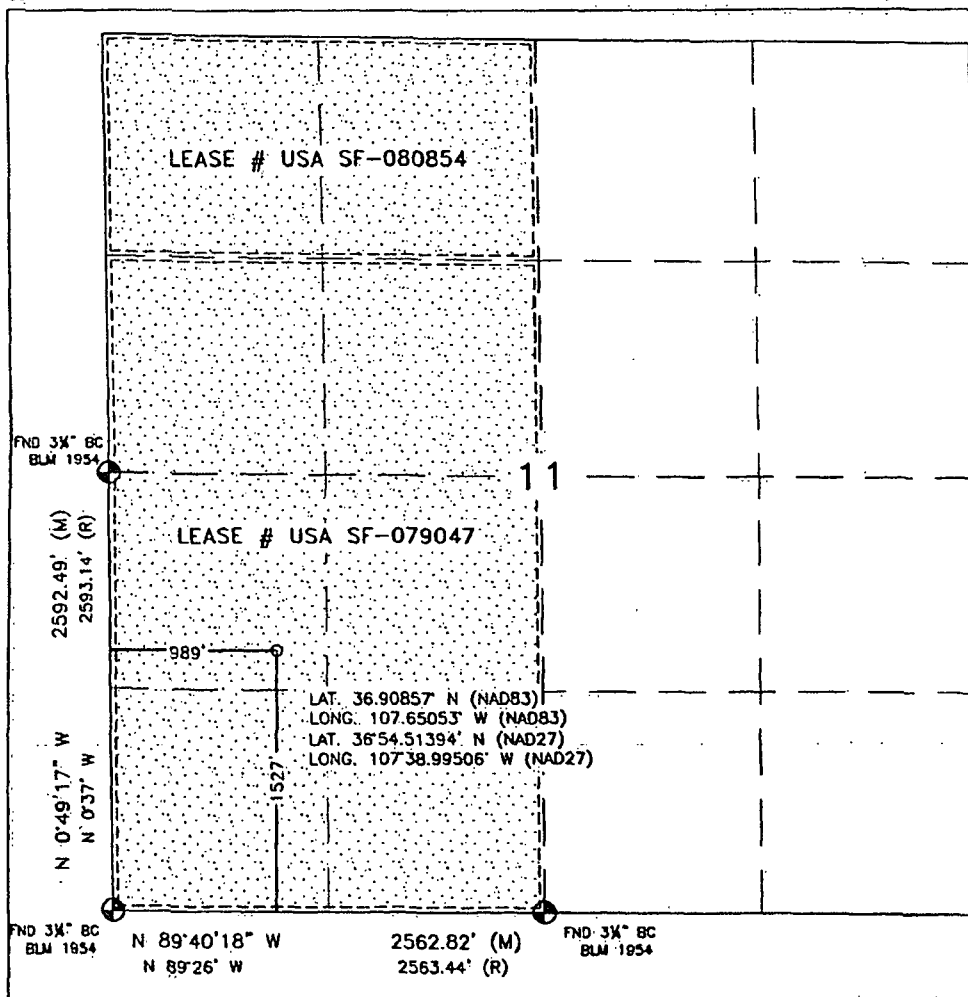 LEASE # USA SF-080854
FND 3¼" BC
BLM 1954
11
2592.49' (M)
2593.14' (R)
LEASE # USA SF-079047
989'
LAT. 36.90857° N (NAD83)
LONG. 107.65053° W (NAD83)
LAT. 36°54.51394' N (NAD27)
LONG. 107°38.99506' W (NAD27)
1527'
N 0°49'17" W
N 0°37' W
FND 3¼" BC
BLM 1954
N 89°40'18" W
N 89°26' W
2562.82' (M)
2563.44' (R)
FND 3¼" BC
BLM 1954